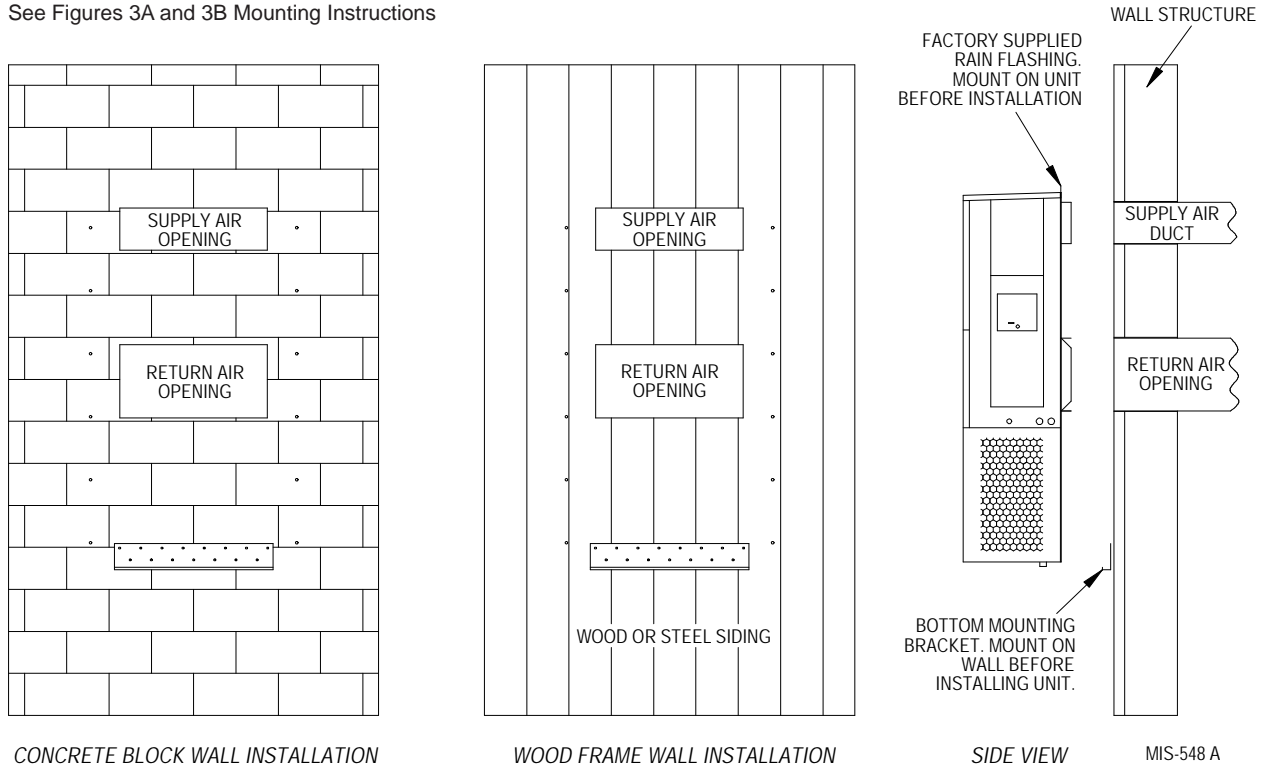 See Figures 3A and 3B Mounting Instructions
WALL STRUCTURE
FACTORY SUPPLIED
RAIN FLASHING.
MOUNT ON UNIT
BEFORE INSTALLATION
SUPPLY AIR
OPENING
RETURN AIR
OPENING
SUPPLY AIR
OPENING
RETURN AIR
OPENING
WOOD OR STEEL SIDING
SUPPLY AIR
DUCT
RETURN AIR
OPENING
BOTTOM MOUNTING
BRACKET. MOUNT ON
WALL BEFORE
INSTALLING UNIT.
CONCRETE BLOCK WALL INSTALLATION
WOOD FRAME WALL INSTALLATION
SIDE VIEW
MIS-548 A